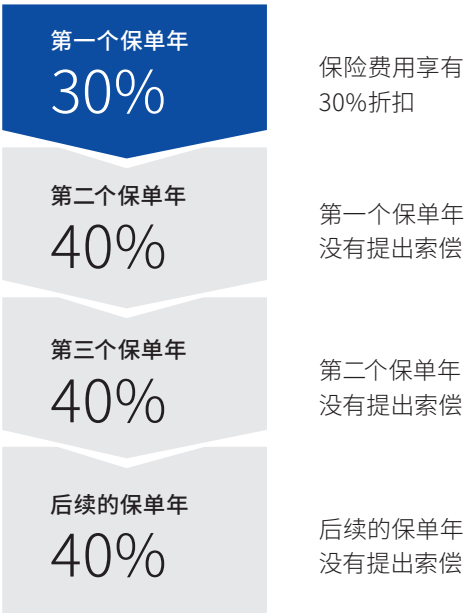 第一个保单年
30%
保险费用享有
30%折扣
第二个保单年
40%
第一个保单年
没有提出索偿
第三个保单年
40%
第二个保单年
没有提出索偿
后续的保单年
40%
后续的保单年
没有提出索偿